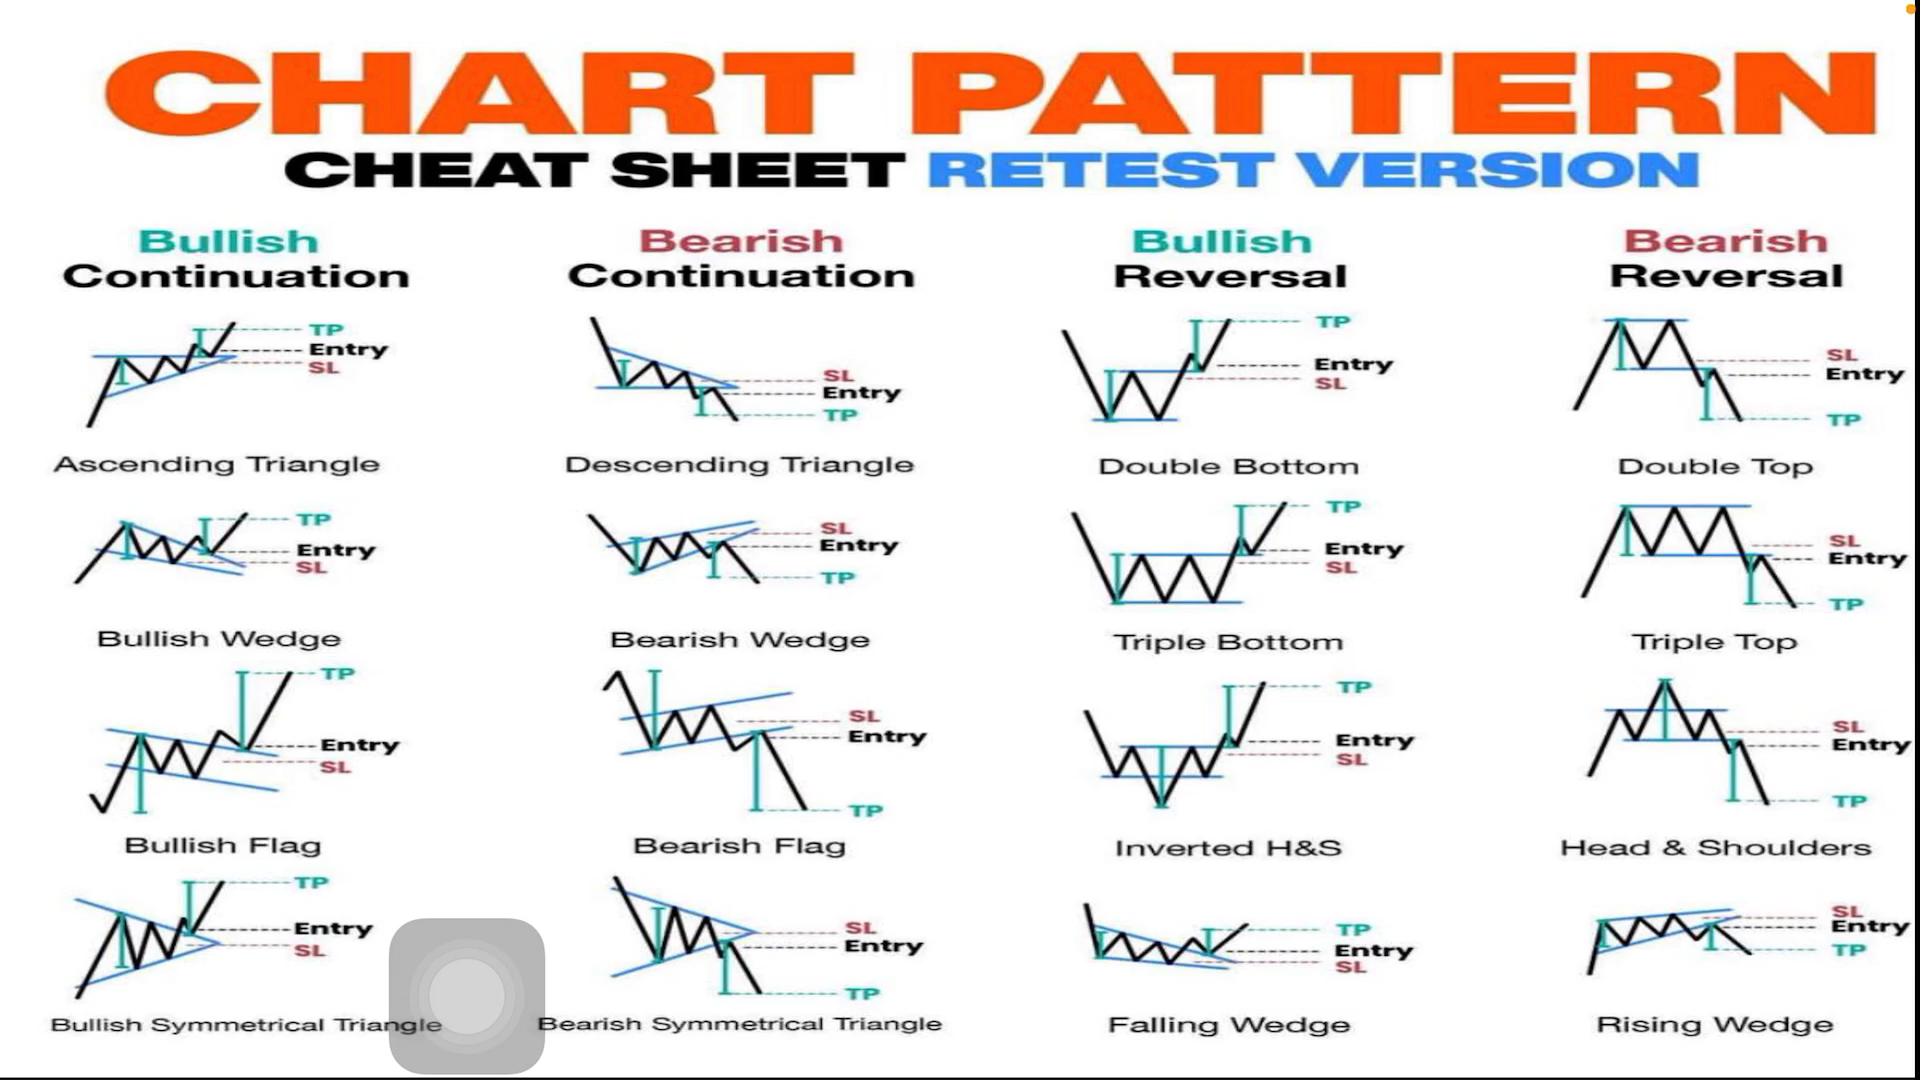 CHART PATTERN
CHEAT SHEET RETEST VERSION
Bullish
Continuation
Bearish
Continuation
Bullish
Reversal
Bearish
Reversal
TP
Entry
SL
Ascending Triangle
SL
Entry
TP
Descending Triangle
TP
Entry
SL
Double Bottom
SL
Entry
TP
Double Top
TP
Entry
SL
Bullish Wedge
SL
Entry
TP
Bearish Wedge
TP
Entry
SL
Triple Bottom
SL
Entry
TP
Triple Top
TP
Entry
SL
Bullish Flag
SL
Entry
TP
Bearish Flag
TP
Entry
SL
Inverted H&S
SL
Entry
TP
Head & Shoulders
TP
Entry
SL
Bullish Symmetrical Triangle
SL
Entry
TP
Bearish Symmetrical Triangle
TP
Entry
SL
Falling Wedge
SL
Entry
TP
Rising Wedge